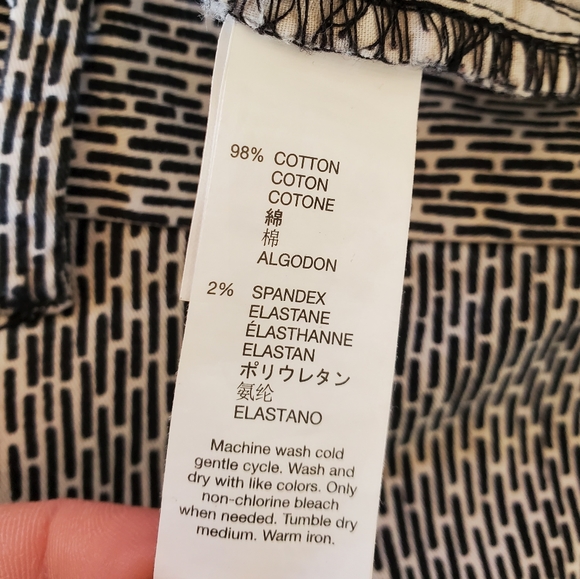 98% COTTON
COTON
COTONE
綿
棉
ALGODON
2% SPANDEX
ELASTANE
ÉLASTHANNE
ELASTAN
ポリウレタン
氨纶
ELASTANO
Machine wash cold
gentle cycle. Wash and
dry with like colors. Only
non-chlorine bleach
when needed. Tumble dry
medium. Warm iron.